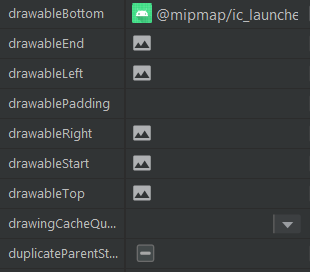 drawableBottom @mipmap/ic_launche
drawableEnd
drawableLeft
drawablePadding
drawableRight
drawableStart
drawableTop
drawingCacheQu...
duplicateParentSt...